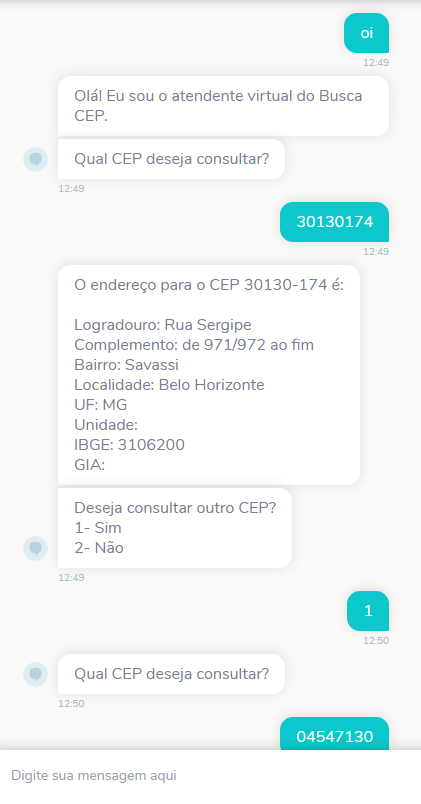 oi
12:49
Olá! Eu sou o atendente virtual do Busca
CEP.
Qual CEP deseja consultar?
12:49
30130174
12:49
O endereço para o CEP 30130-174 é:
Logradouro: Rua Sergipe
Complemento: de 971/972 ao fim
Bairro: Savassi
Localidade: Belo Horizonte
UF: MG
Unidade:
IBGE: 3106200
GIA:
Deseja consultar outro CEP?
1- Sim
2- Não
12:49
1
12:50
Qual CEP deseja consultar?
12:50
04547130
Digite sua mensagem aqui